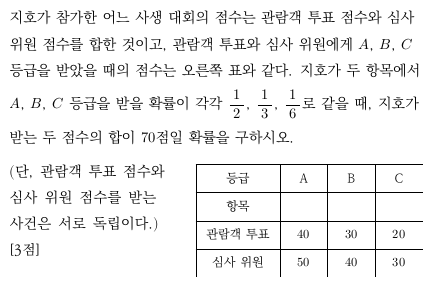 지호가 참가한 어느 사생 대회의 점수는 관람객 투표 점수와 심사
위원 점수를 합한 것이고, 관람객 투표와 심사 위원에게 A, B, C
등급을 받았을 때의 점수는 오른쪽 표와 같다. 지호가 두 항목에서
A, B, C 등급을 받을 확률이 각각 1/2, 1/3, 1/6로 같을 때, 지호가
받는 두 점수의 합이 70점일 확률을 구하시오.
(단, 관람객 투표 점수와
심사 위원 점수를 받는
사건은 서로 독립이다.)
[3점]
등급 A B C
항목
관람객 투표 40 30 20
심사 위원 50 40 30